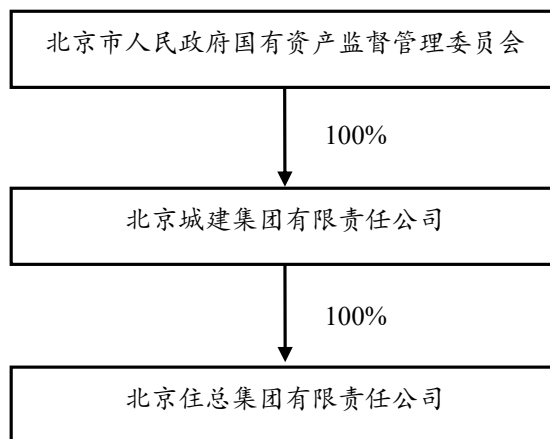 北京市人民政府国有资产监督管理委员会
100%
北京城建集团有限责任公司
100%
北京住总集团有限责任公司